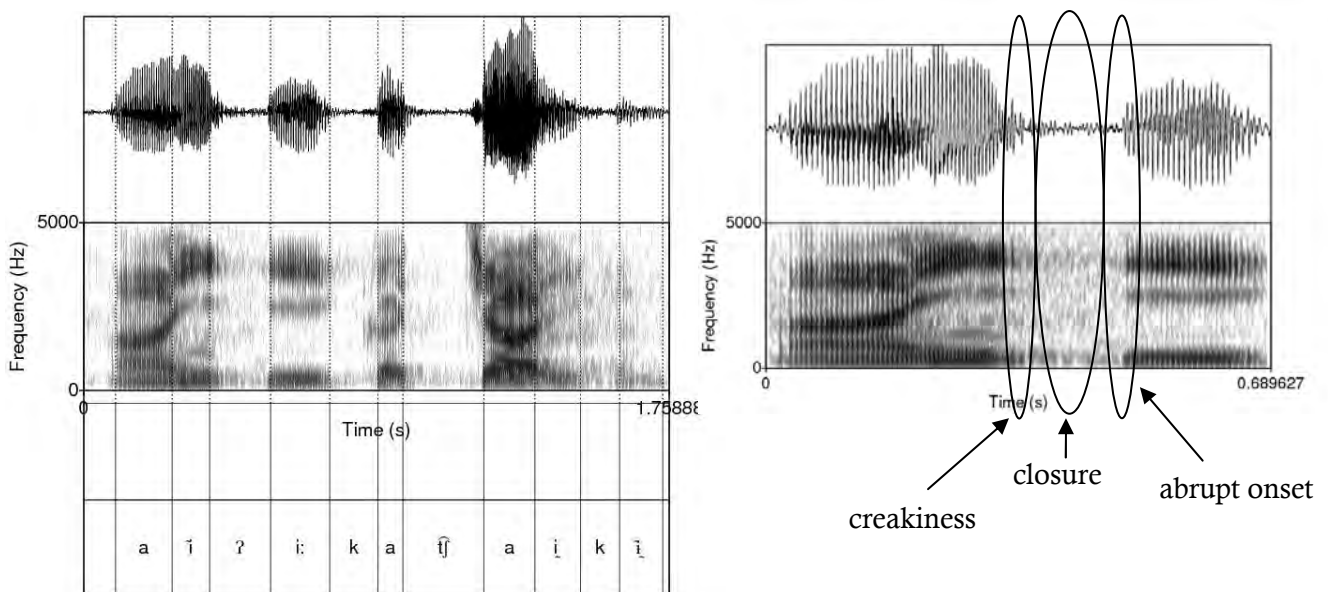 5000
Frequency (Hz)
0
0
1.75888
Time (s)
a ĩ ʔ iː k a t͡ʃ a ḭ k ḭ̃
5000
Frequency (Hz)
0
0
0.689627
Time (s)
creakiness
closure
abrupt onset